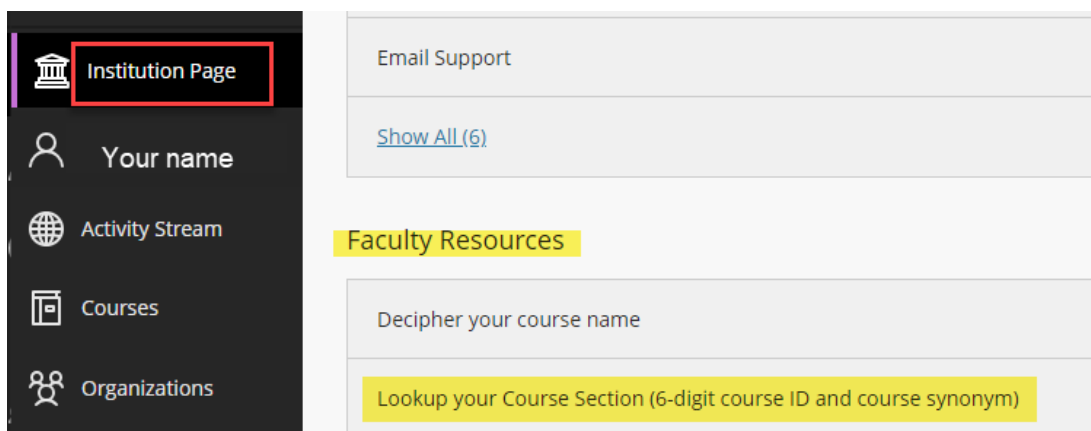 Institution Page
Your name
Activity Stream
Courses
Organizations
Email Support
Show All (6)
Faculty Resources
Decipher your course name
Lookup your Course Section (6-digit course ID and course synonym)